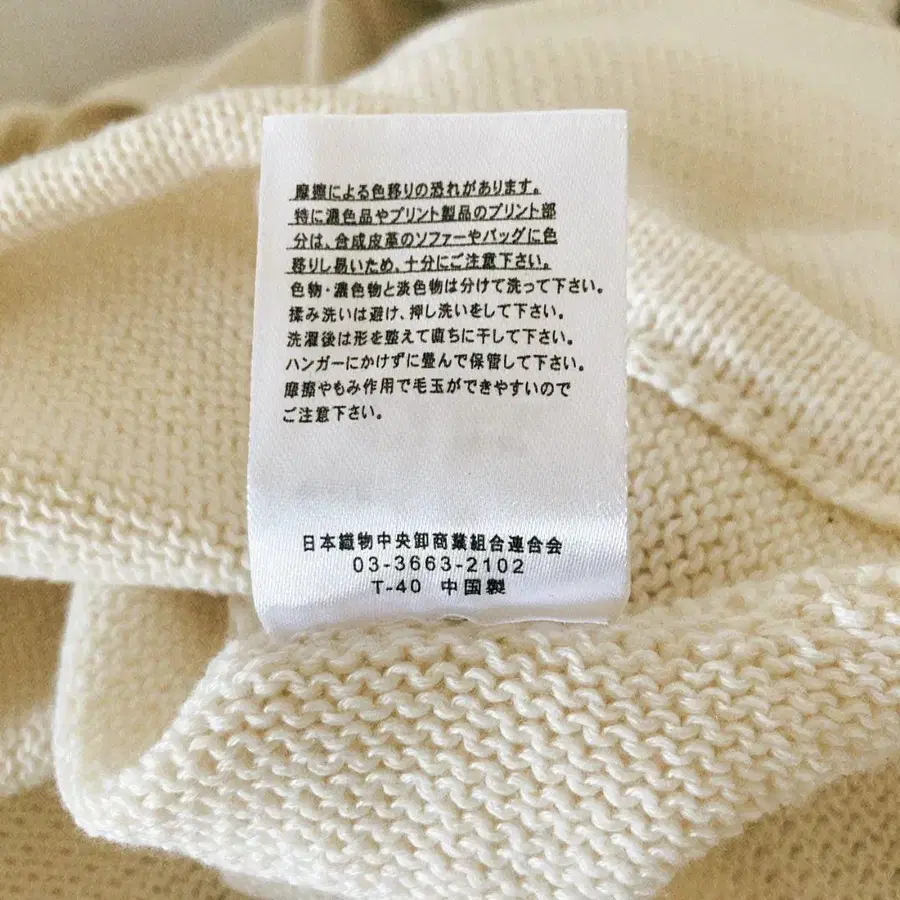 摩擦による色移りの恐れがあります。
特に濃色品やプリント製品のプリント部
分は、合成皮革のソファーやバッグに色
移りし易いため、十分にご注意下さい。
色物・濃色物と淡色物は分けて洗って下さい。
揉み洗いは避け、押し洗いをして下さい。
洗濯後は形を整えて直ちに干して下さい。
ハンガーにかけずに畳んで保管して下さい。
摩擦やもみ作用で毛玉ができやすいので
ご注意下さい。
日本織物中央卸商業組合連合会
03-3663-2102
T-40 中国製